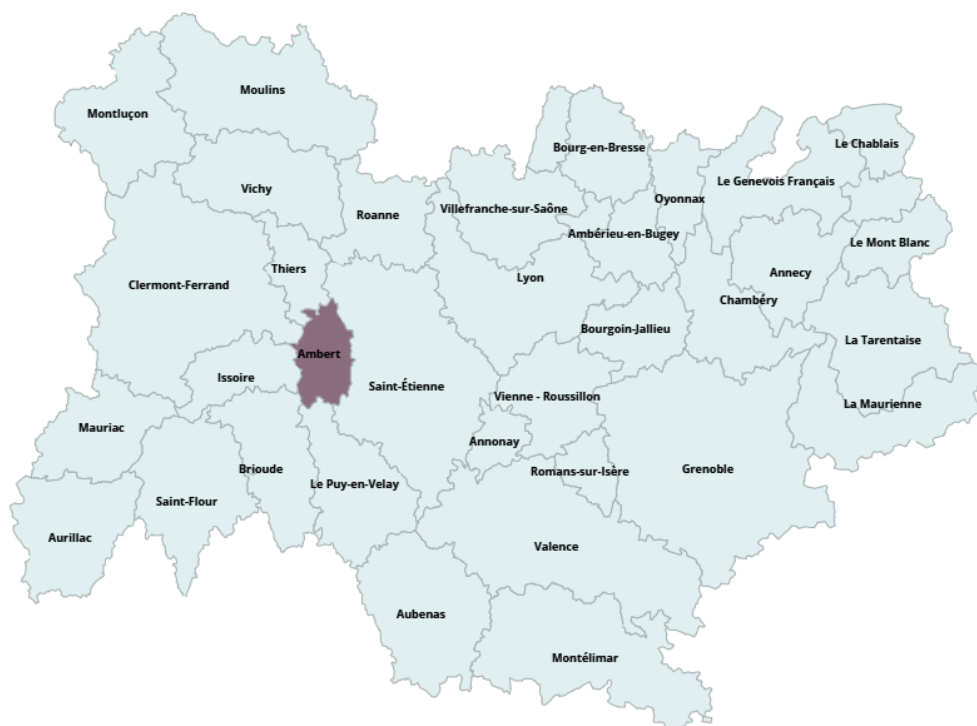 Moulins
Montluçon
Le Chablais
Bourg-en-Bresse
Le Genevois Français
Vichy
Oyonnax
Villefranche-sur-Saône
Roanne
Ambérieu-en-Bugey
Le Mont Blanc
Thiers
Annecy
Lyon
Clermont-Ferrand
Chambéry
Bourgoin-Jallieu
La Tarentaise
Ambert
Issoire
Saint-Étienne
Vienne - Roussillon
La Maurienne
Mauriac
Annonay
Brioude
Romans-sur-Isère
Grenoble
Le Puy-en-Velay
Saint-Flour
Aurillac
Valence
Aubenas
Montélimar